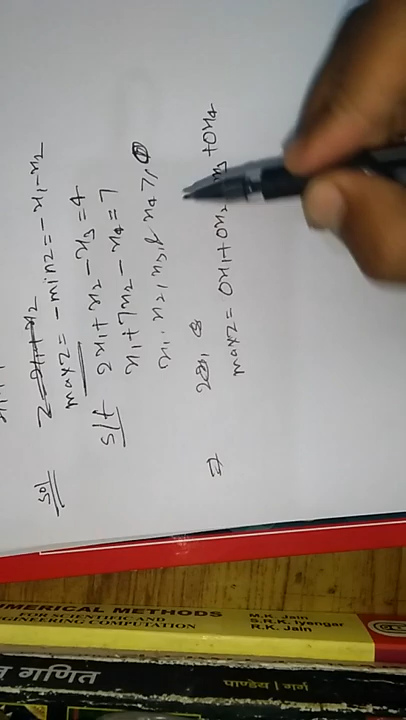 Sol
Z = x1 + x2
max Z = - min Z = - x1 - x2
S/t 2x1 + x2 - x3 = 4
x1 + 7x2 - x4 = 7
x1, x2, x3, & x4 ≥, 0
⇒
max Z = 0x1 + 0x2 x3 + 0x4
NUMERICAL METHODS
FOR SCIENTIFIC AND
ENGINEERING COMPUTATION
M.K. Jain
S.R.K. Iyengar
R.K. Jain
गणित
पाण्डेय | गर्ग